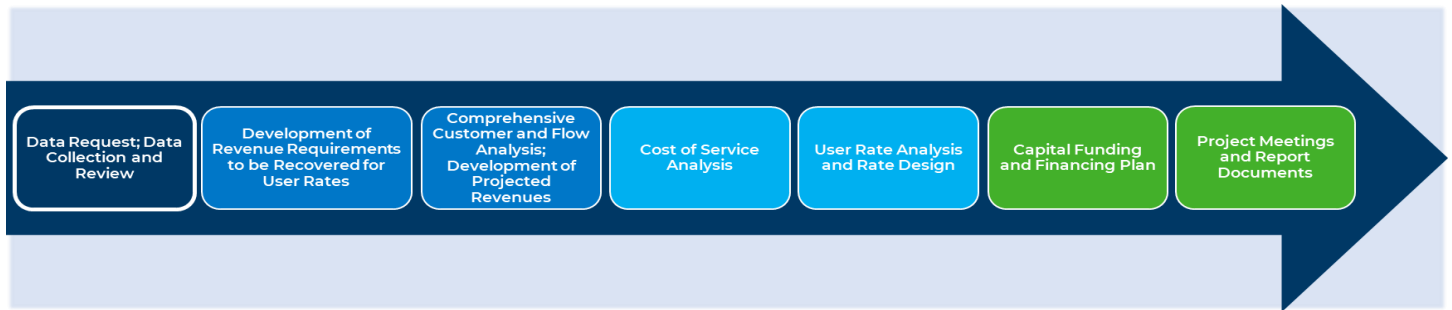 Data Request; Data
Collection and
Review
Development of
Revenue Requirements
to be Recovered for
User Rates
Comprehensive
Customer and Flow
Analysis;
Development of
Projected
Revenues
Cost of Service
Analysis
User Rate Analysis
and Rate Design
Capital Funding
and Financing Plan
Project Meetings
and Report
Documents